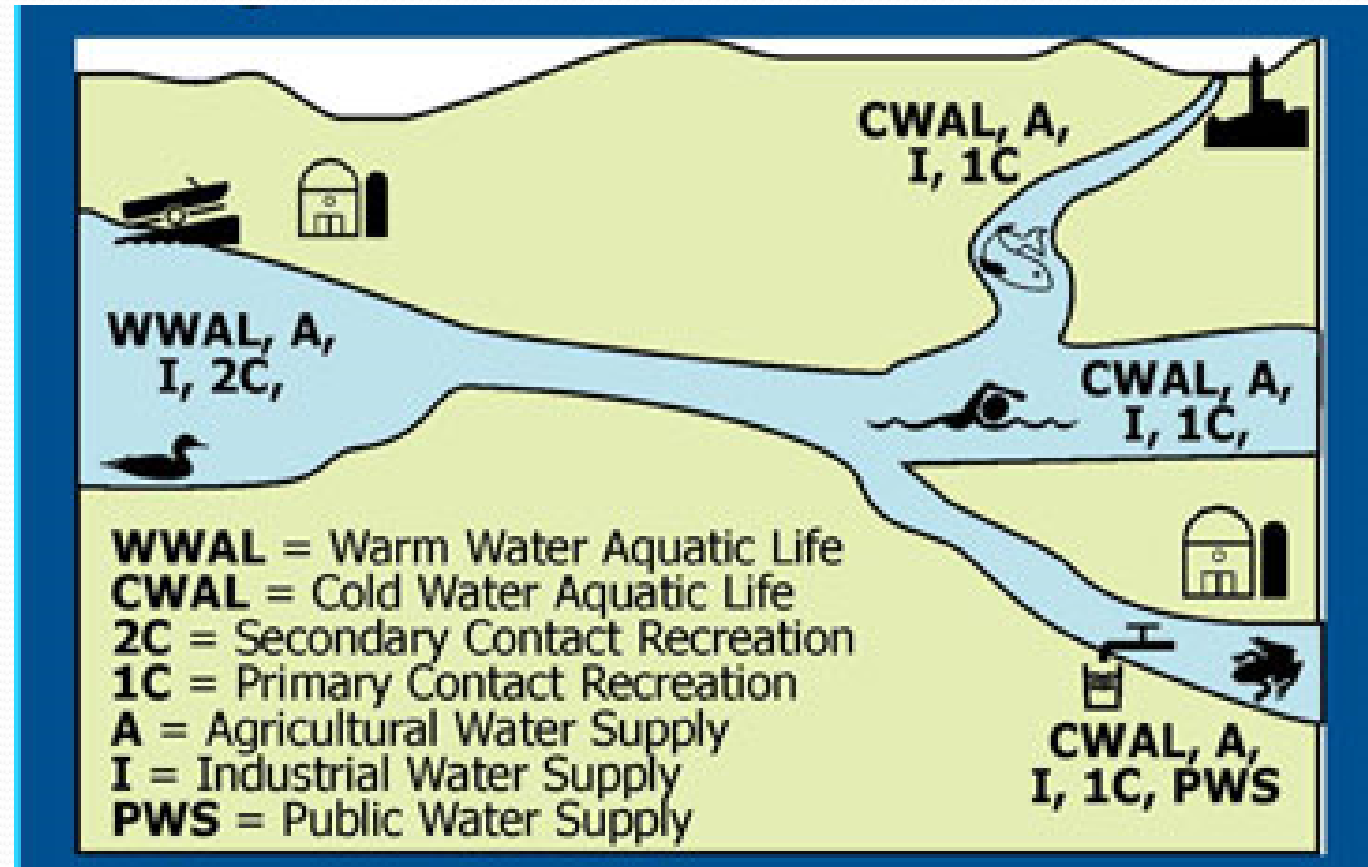 CWAL, A,
I, 1C
WWAL, A,
I, 2C,
CWAL, A,
I, 1C,
WWAL = Warm Water Aquatic Life
CWAL = Cold Water Aquatic Life
2C = Secondary Contact Recreation
1C = Primary Contact Recreation
A = Agricultural Water Supply
I = Industrial Water Supply
PWS = Public Water Supply
CWAL, A,
I, 1C, PWS